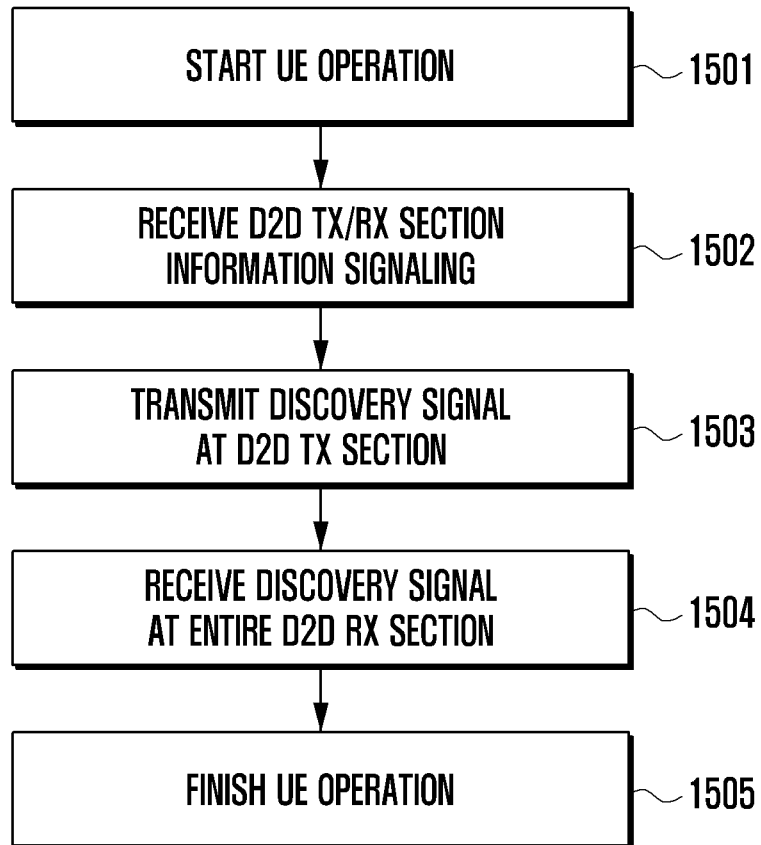 START UE OPERATION
1501
RECEIVE D2D TX/RX SECTION
INFORMATION SIGNALING
1502
TRANSMIT DISCOVERY SIGNAL
AT D2D TX SECTION
1503
RECEIVE DISCOVERY SIGNAL
AT ENTIRE D2D RX SECTION
1504
FINISH UE OPERATION
1505